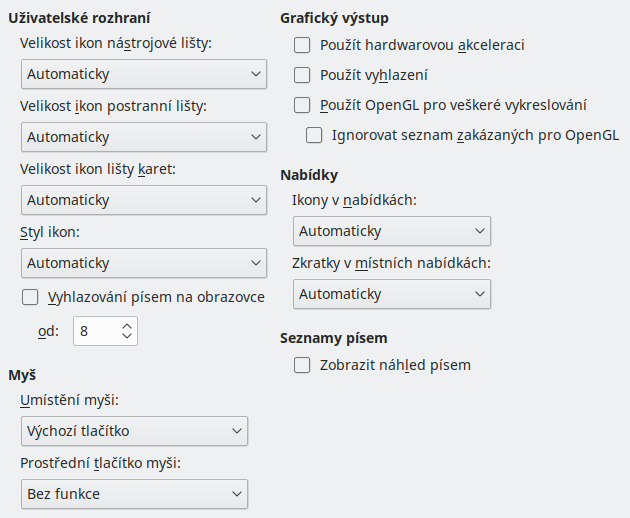 Uživatelské rozhraní
Velikost ikon nástrojové lišty:
Automaticky
Velikost ikon postranní lišty:
Automaticky
Velikost ikon lišty karet:
Automaticky
Styl ikon:
Automaticky
Vyhlazování písem na obrazovce
od: 8
Myš
Umístění myši:
Výchozí tlačítko
Prostřední tlačítko myši:
Bez funkce
Grafický výstup
Použít hardwarovou akceleraci
Použít vyhlazení
Použít OpenGL pro veškeré vykreslování
Ignorovat seznam zakázaných pro OpenGL
Nabídky
Ikony v nabídkách:
Automaticky
Zkratky v místních nabídkách:
Automaticky
Seznamy písem
Zobrazit náhled písem